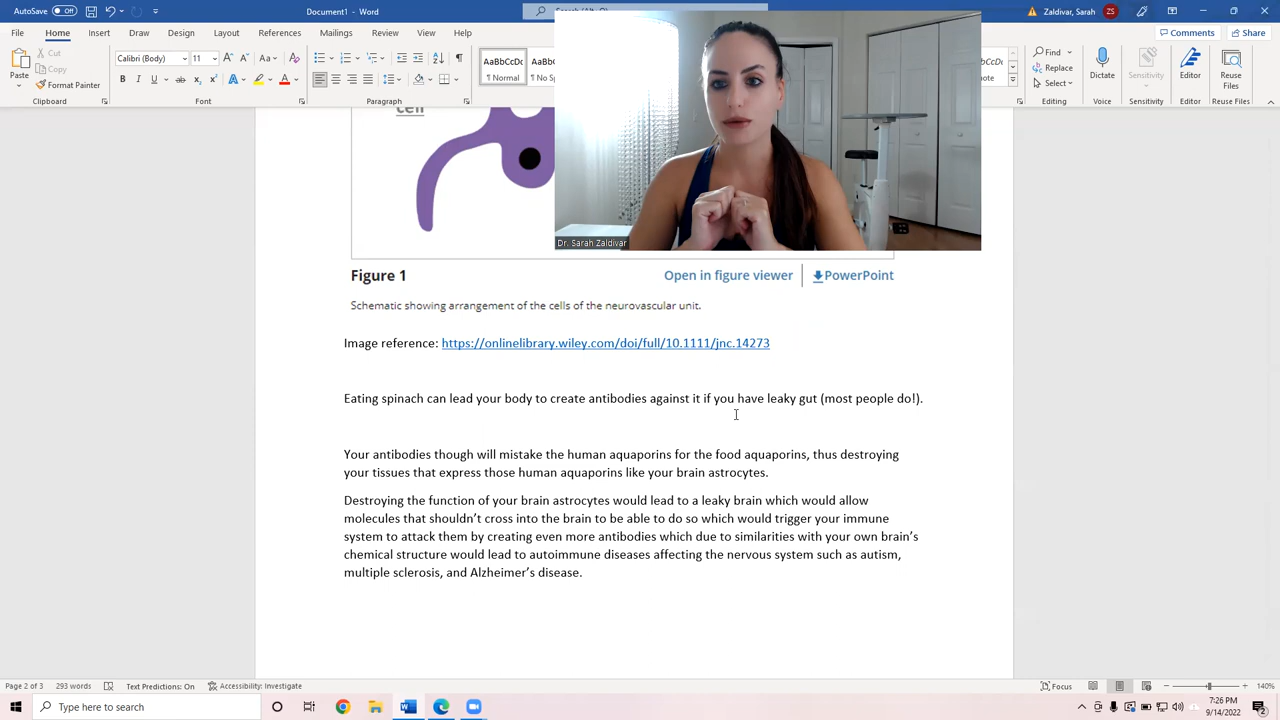 AutoSave Off
Document1 - Word
Zaldivar, Sarah ZS
File Home Insert Draw Design Layout References Mailings Review View Help
Comments Share
Paste
Cut
Copy
Format Painter
Clipboard
Calibri (Body) 11
Font
Paragraph
AaBbCcDc
¶ Normal
Find
Replace
Select
Editing
Dictate
Voice
Sensitivity
Sensitivity
Editor
Editor
Reuse Files
Reuse Files
Cell
Dr. Sarah Zaldivar
Figure 1
Open in figure viewer PowerPoint
Schematic showing arrangement of the cells of the neurovascular unit.
Image reference: https://onlinelibrary.wiley.com/doi/full/10.1111/jnc.14273
Eating spinach can lead your body to create antibodies against it if you have leaky gut (most people do!).
Your antibodies though will mistake the human aquaporins for the food aquaporins, thus destroying
your tissues that express those human aquaporins like your brain astrocytes.
Destroying the function of your brain astrocytes would lead to a leaky brain which would allow
molecules that shouldn’t cross into the brain to be able to do so which would trigger your immune
system to attack them by creating even more antibodies which due to similarities with your own brain’s
chemical structure would lead to autoimmune diseases affecting the nervous system such as autism,
multiple sclerosis, and Alzheimer’s disease.
Page 2 of 3 293 words Text Predictions: On Accessibility: Investigate
Focus 140%
Type here to search
7:26 PM
9/14/2022